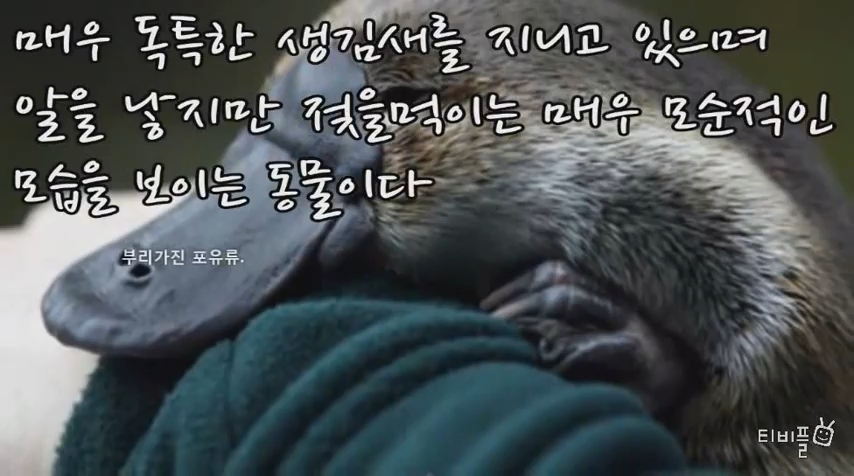 매우 독특한 생김새를 지니고 있으며
알을 낳지만 젖을먹이는 매우 모순적인
모습을 보이는 동물이다
부리가진 포유류.
티비플